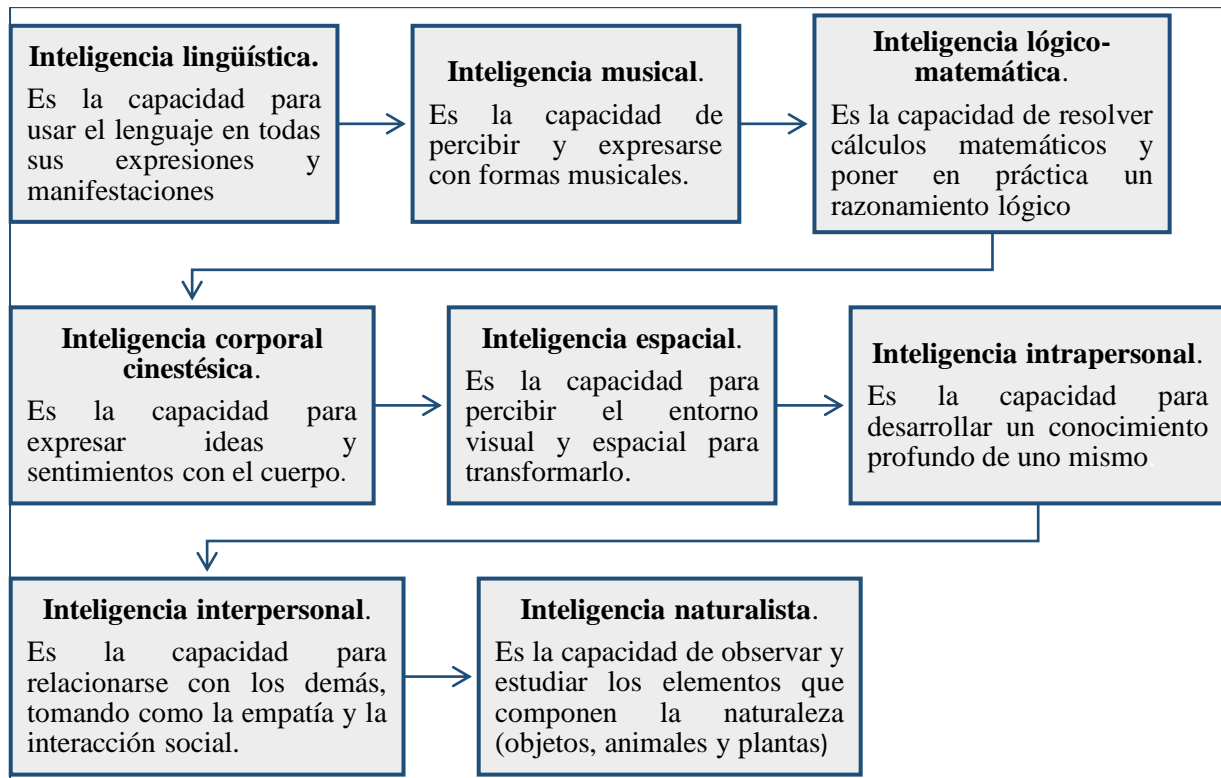 Inteligencia lingüística.
Es la capacidad para
usar el lenguaje en todas
sus expresiones y
manifestaciones
Inteligencia musical.
Es la capacidad de
percibir y expresarse
con formas musicales.
Inteligencia lógico-
matemática.
Es la capacidad de resolver
cálculos matemáticos y
poner en práctica un
razonamiento lógico
Inteligencia corporal
cinestésica.
Es la capacidad para
expresar ideas y
sentimientos con el cuerpo.
Inteligencia espacial.
Es la capacidad para
percibir el entorno
visual y espacial para
transformarlo.
Inteligencia intrapersonal.
Es la capacidad para
desarrollar un conocimiento
profundo de uno mismo.
Inteligencia interpersonal.
Es la capacidad para
relacionarse con los demás,
tomando como la empatía y la
interacción social.
Inteligencia naturalista.
Es la capacidad de observar y
estudiar los elementos que
componen la naturaleza
(objetos, animales y plantas)